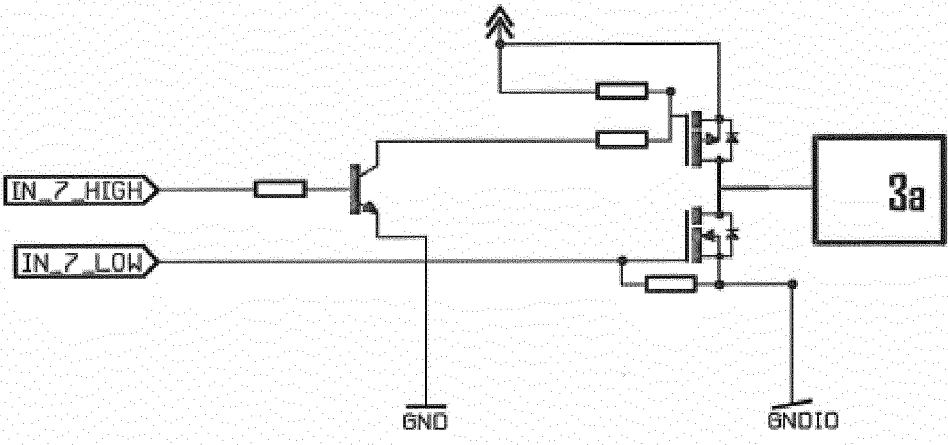 IN_7_HIGH
3a
IN_7_LOW
GND
GNDIO